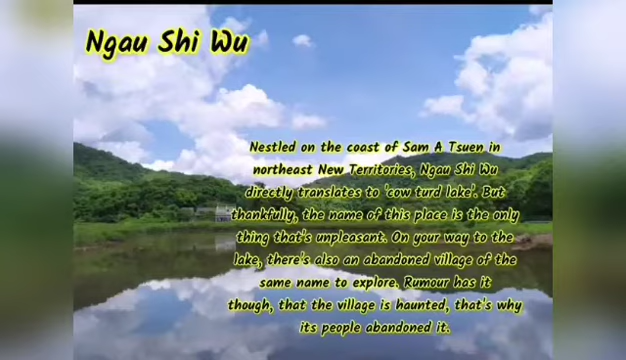 Ngau Shi Wu
Nestled on the coast of Sam A Tsuen in
northeast New Territories, Ngau Shi Wu
directly translates to 'cow turd lake'. But
thankfully, the name of this place is the only
thing that's unpleasant. On your way to the
lake, there's also an abandoned village of the
same name to explore. Rumour has it
though, that the village is haunted, that's why
its people abandoned it.